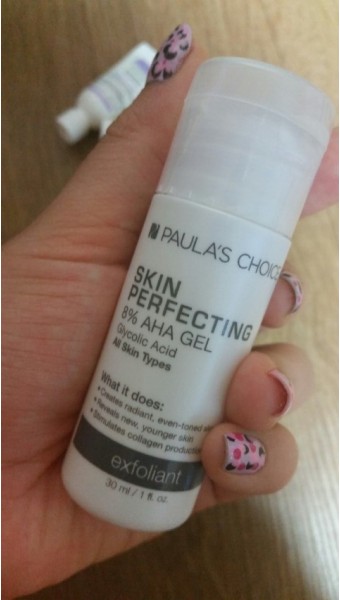 PAULA'S CHOICE
SKIN
PERFECTING
8% AHA GEL
Glycolic Acid
All Skin Types
What it does:
• Creates radiant, even-toned
• Reveals new, younger skin
• Stimulates collagen production
exfoliant
30 ml / 1 fl. oz.